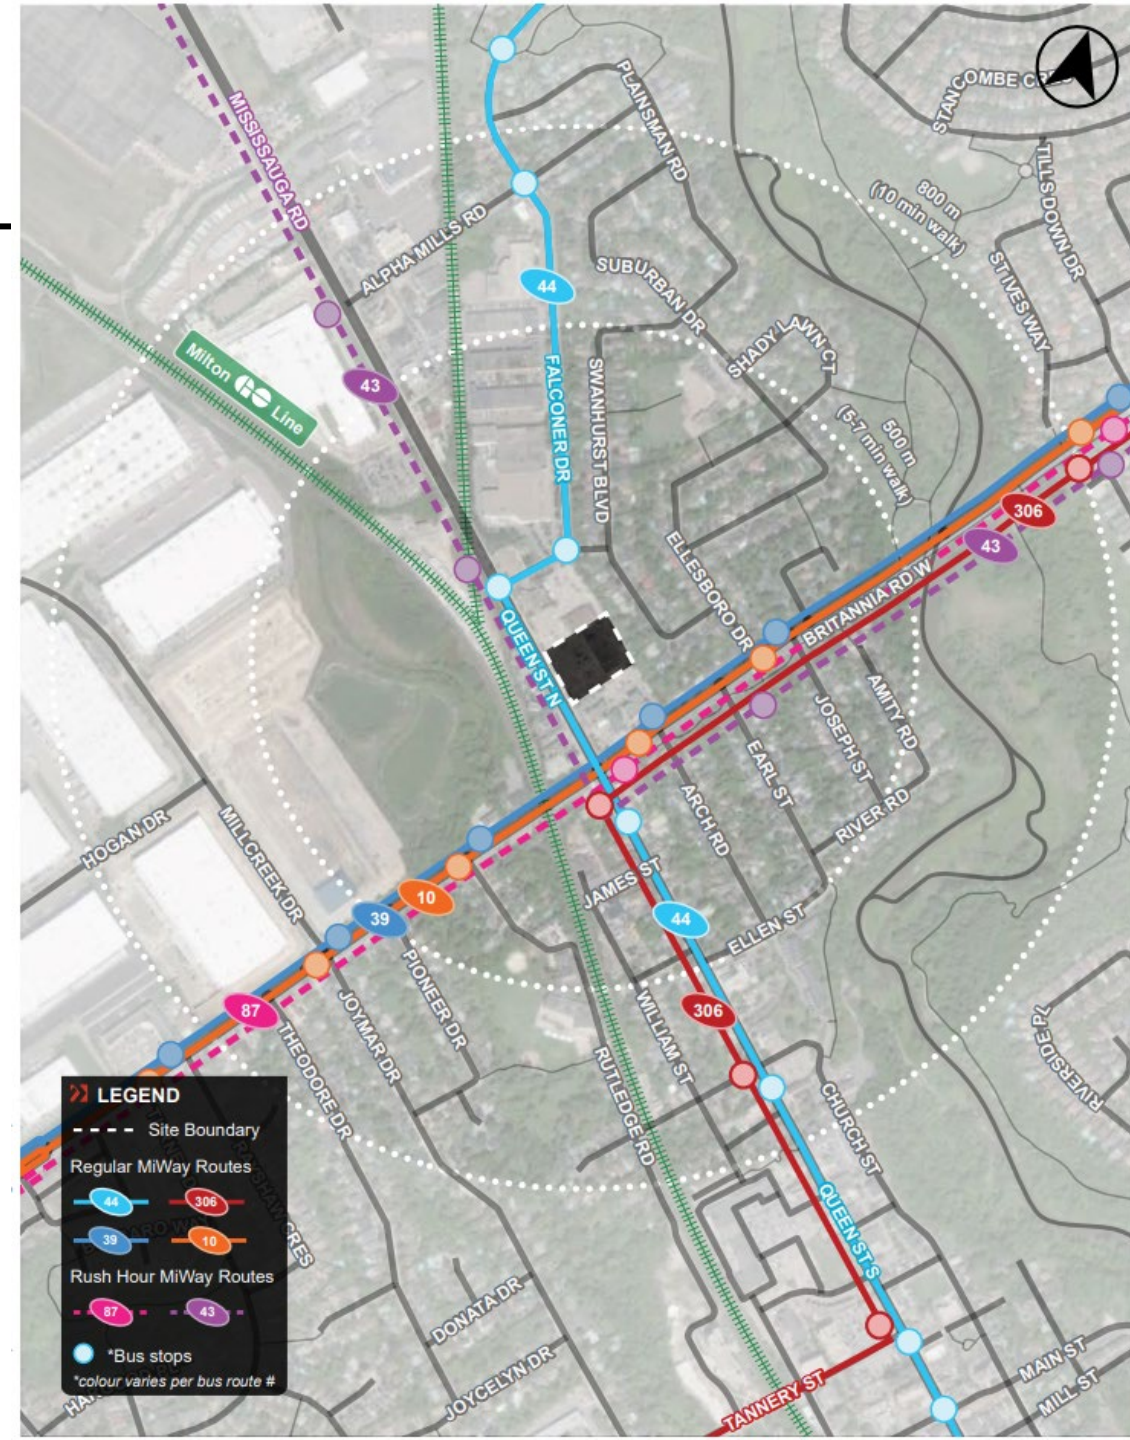 PLAINSMAN RD
MISSISSAUGA RD
TILLSDOWN DR
800 m
(10 min walk)
ALPHA MILLS RD
44
SUBURBAN DR
ST IVES WAY
SHADY LAWN CT
Milton GO Line
43
FALCONER DR
SWANHURST BLVD
500 m
(5-7 min walk)
306
43
ELLESBORO DR
BRITANNIA RD W
QUEEN ST N
AMITY RD
JOSEPH ST
EARL ST
ARCH RD
RIVER RD
HOGAN DR
MILLCREEK DR
JAMES ST
10
39
44
ELLEN ST
PIONEER DR
87
306
JOYMAR DR
WILLIAM ST
THEODORE DR
RUTLEDGE RD
RIVERSIDE PL
CHURCH ST
QUEEN ST S
DONATA DR
JOYCELYN DR
MAIN ST
MILL ST
TANNERY ST
LEGEND
Site Boundary
Regular MiWay Routes
44 306
39 10
Rush Hour MiWay Routes
87 43
*Bus stops
*colour varies per bus route #